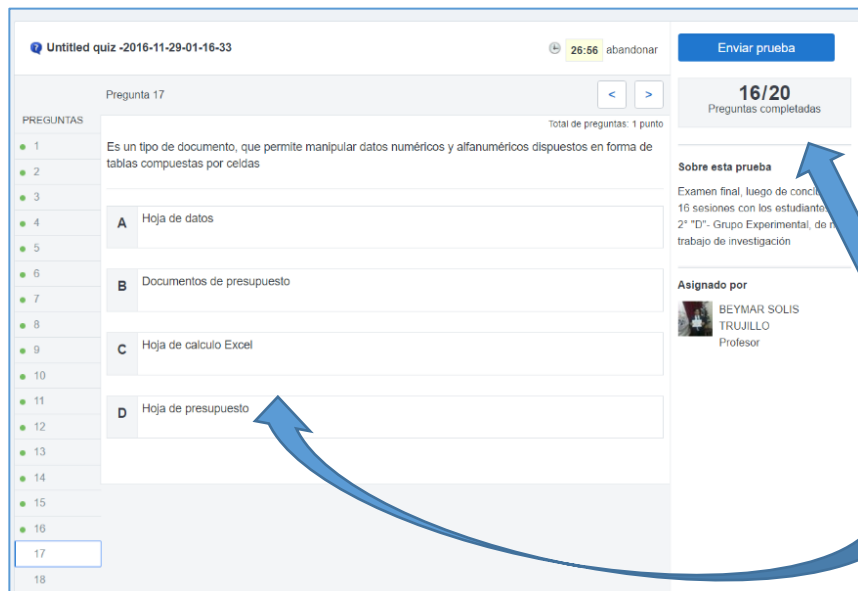 Untitled quiz -2016-11-29-01-16-33
26:56 abandonar
Enviar prueba
Pregunta 17
< >
16/20
Preguntas completadas
PREGUNTAS
Total de preguntas: 1 punto
Es un tipo de documento, que permite manipular datos numéricos y alfanuméricos dispuestos en forma de
tablas compuestas por celdas
A Hoja de datos
B Documentos de presupuesto
C Hoja de calculo Excel
D Hoja de presupuesto
1
2
3
4
5
6
7
8
9
10
11
12
13
14
15
16
17
18
Sobre esta prueba
Examen final, luego de
16 sesiones con los
2° "D"- Grupo Experimental, de
trabajo de investigación
Asignado por
BEYMAR SOLIS
TRUJILLO
Profesor